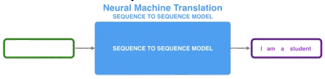 Neural Machine Translation
SEQUENCE TO SEQUENCE MODEL
SEQUENCE TO SEQUENCE MODEL
I am a student